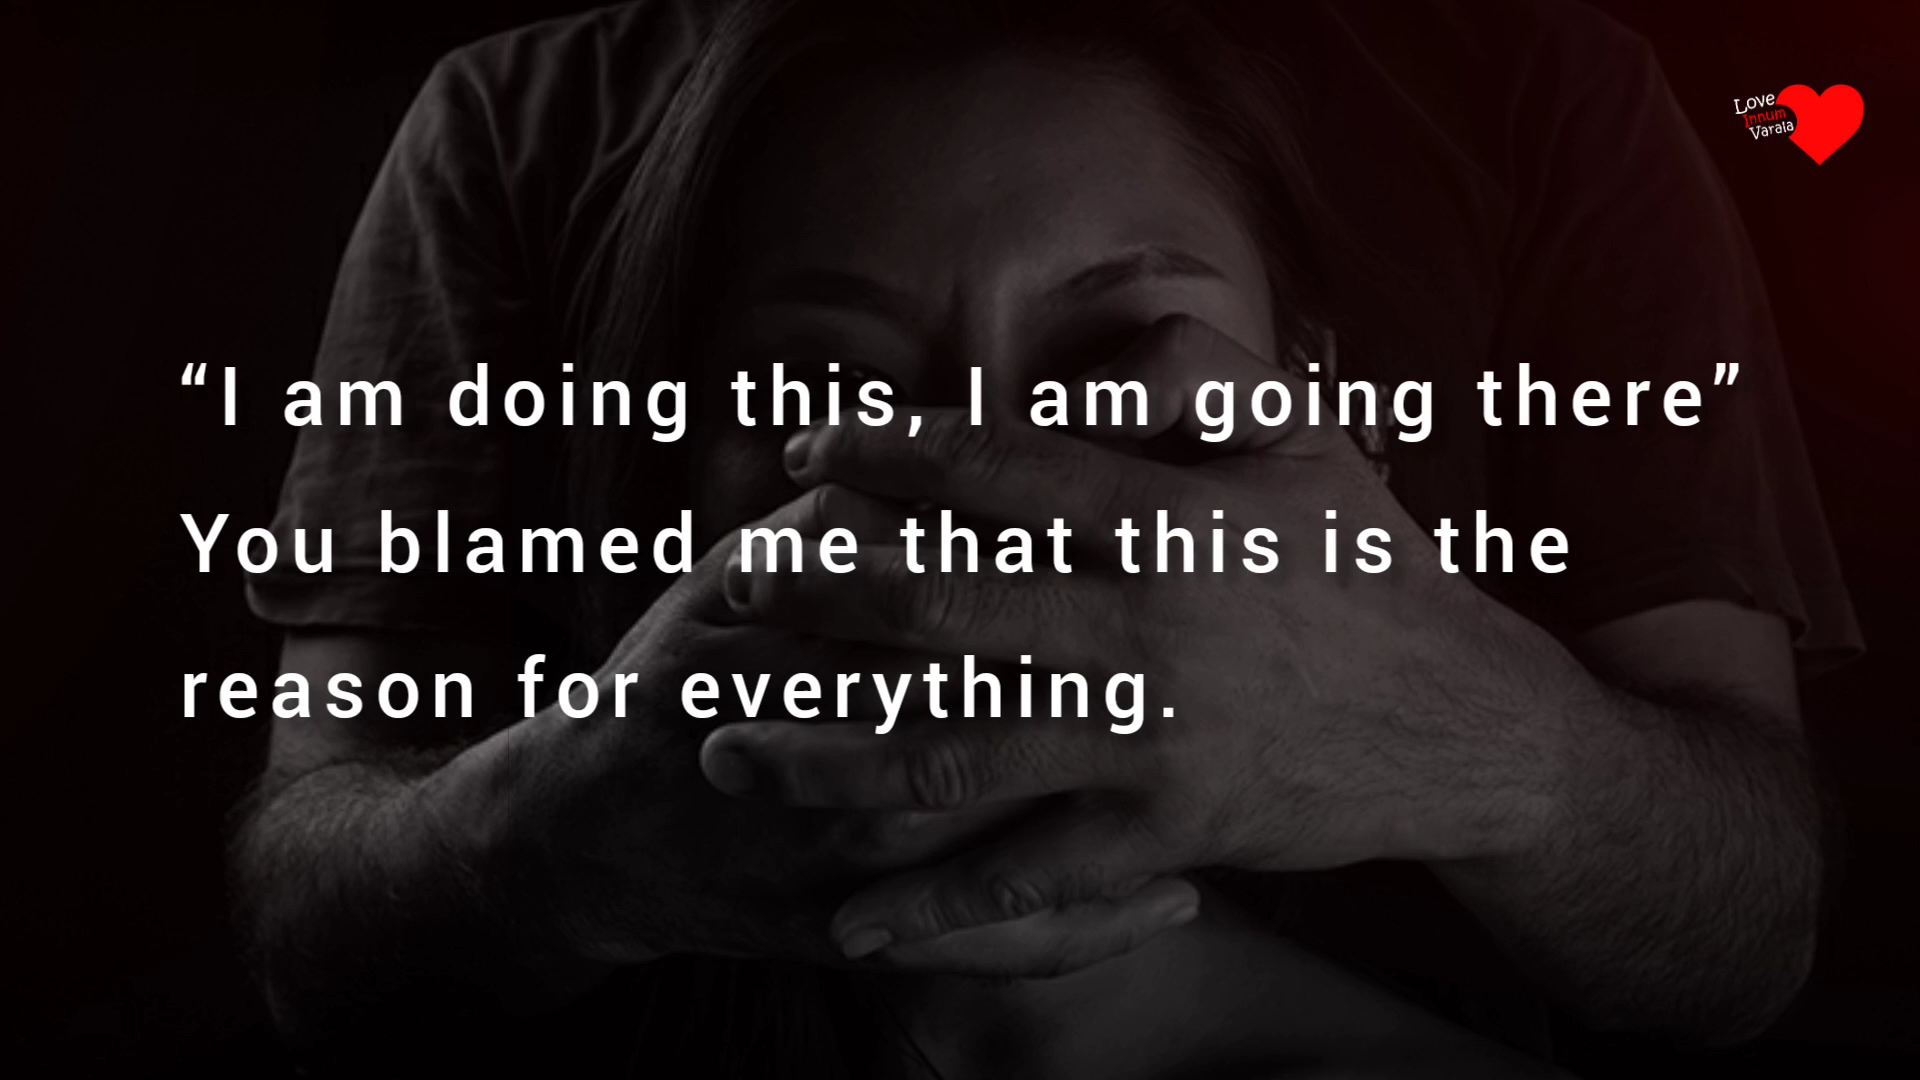 Love
Innum
Varala
“I am doing this, I am going there”
You blamed me that this is the
reason for everything.